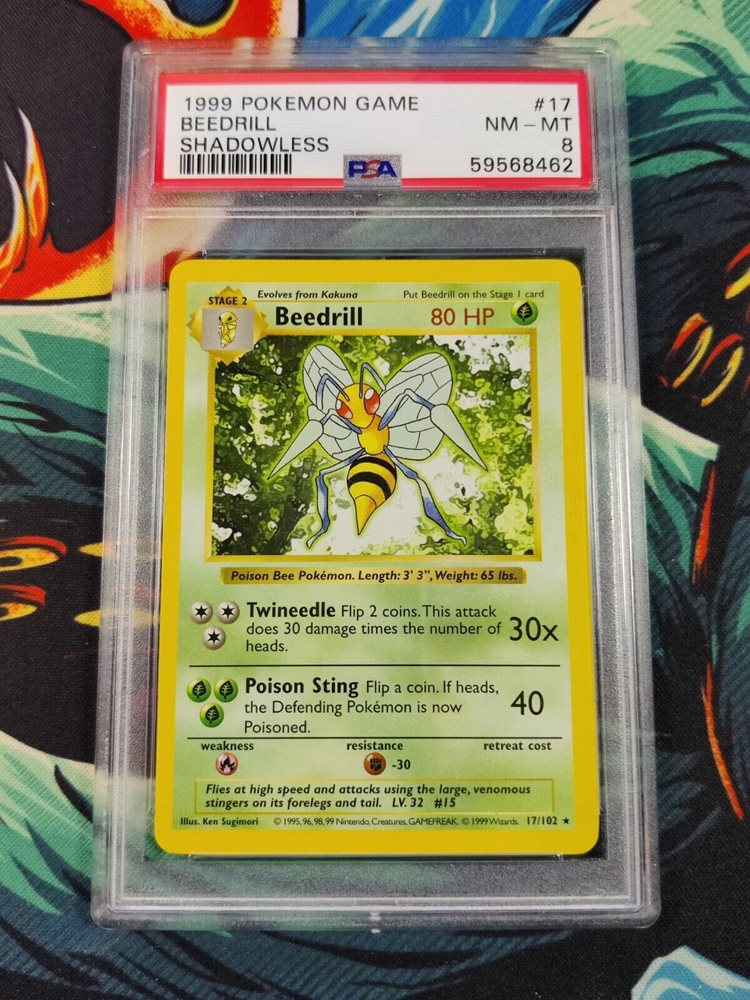 1999 POKEMON GAME #17
BEEDRILL NM - MT
SHADOWLESS 8
PSA 59568462
STAGE 2 Evolves from Kakuna Put Beedrill on the Stage 1 card
Beedrill 80 HP
Poison Bee Pokémon. Length: 3' 3", Weight: 65 lbs.
Twineedle Flip 2 coins. This attack
does 30 damage times the number of 30x
heads.
Poison Sting Flip a coin. If heads,
the Defending Pokémon is now 40
Poisoned.
weakness resistance retreat cost
-30
Flies at high speed and attacks using the large, venomous
stingers on its forelegs and tail. LV. 32 #15
Illus. Ken Sugimori © 1995, 96, 98, 99 Nintendo, Creatures, GAMEFREAK. © 1999 Wizards. 17/102 ★